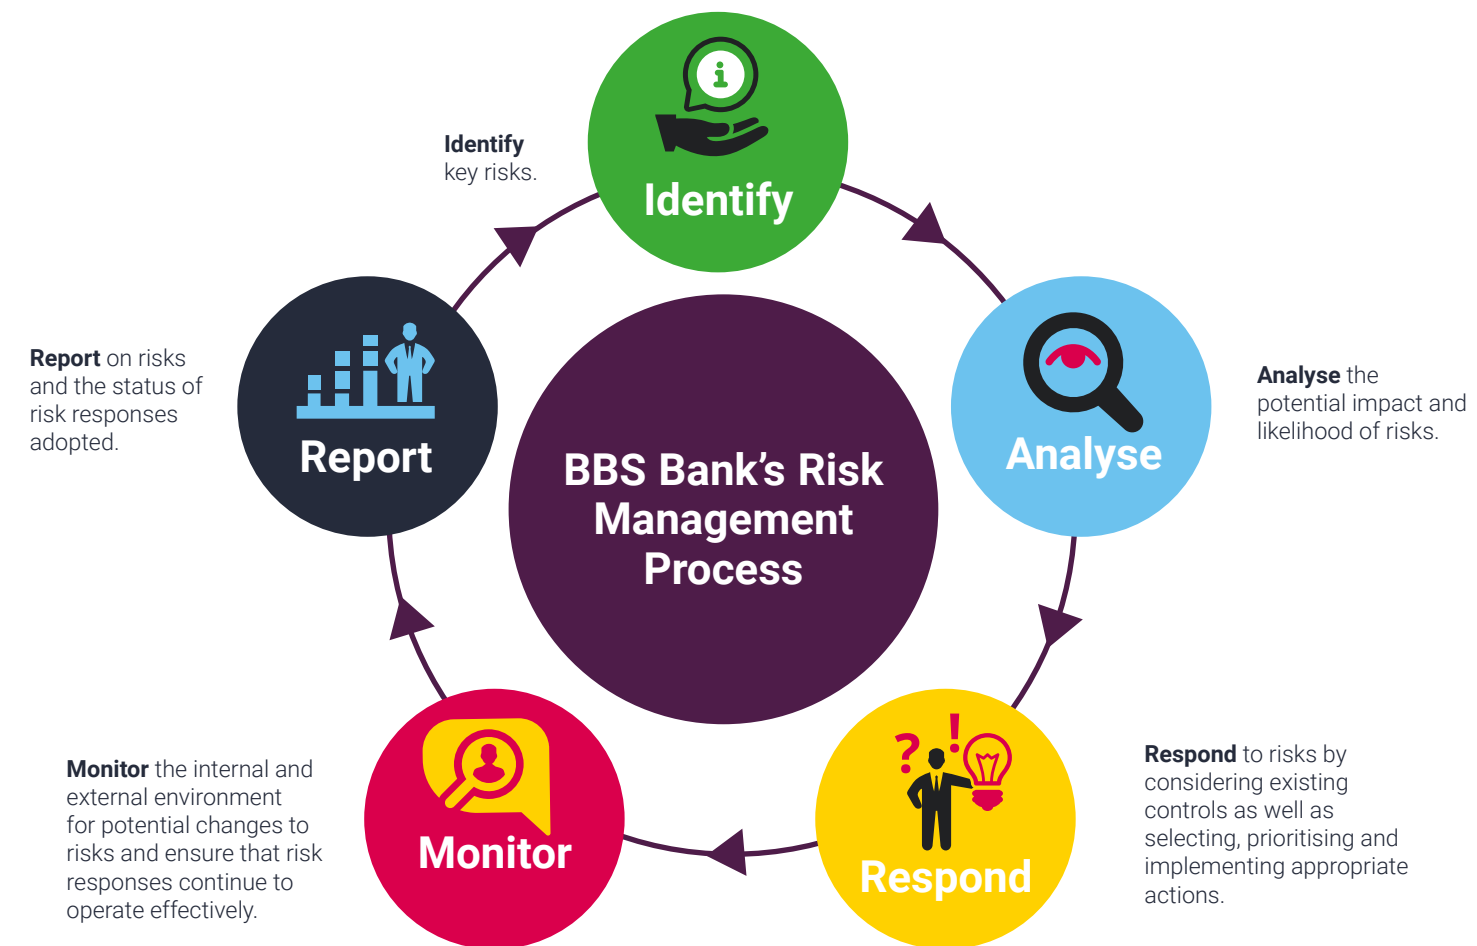 Identify
key risks.
i
Identify
Analyse
Analyse the
potential impact and
likelihood of risks.
?
!
Respond
Respond to risks by
considering existing
controls as well as
selecting, prioritising and
implementing appropriate
actions.
Monitor
Monitor the internal and
external environment
for potential changes to
risks and ensure that risk
responses continue to
operate effectively.
Report
Report on risks
and the status of
risk responses
adopted.
BBS Bank’s Risk
Management
Process